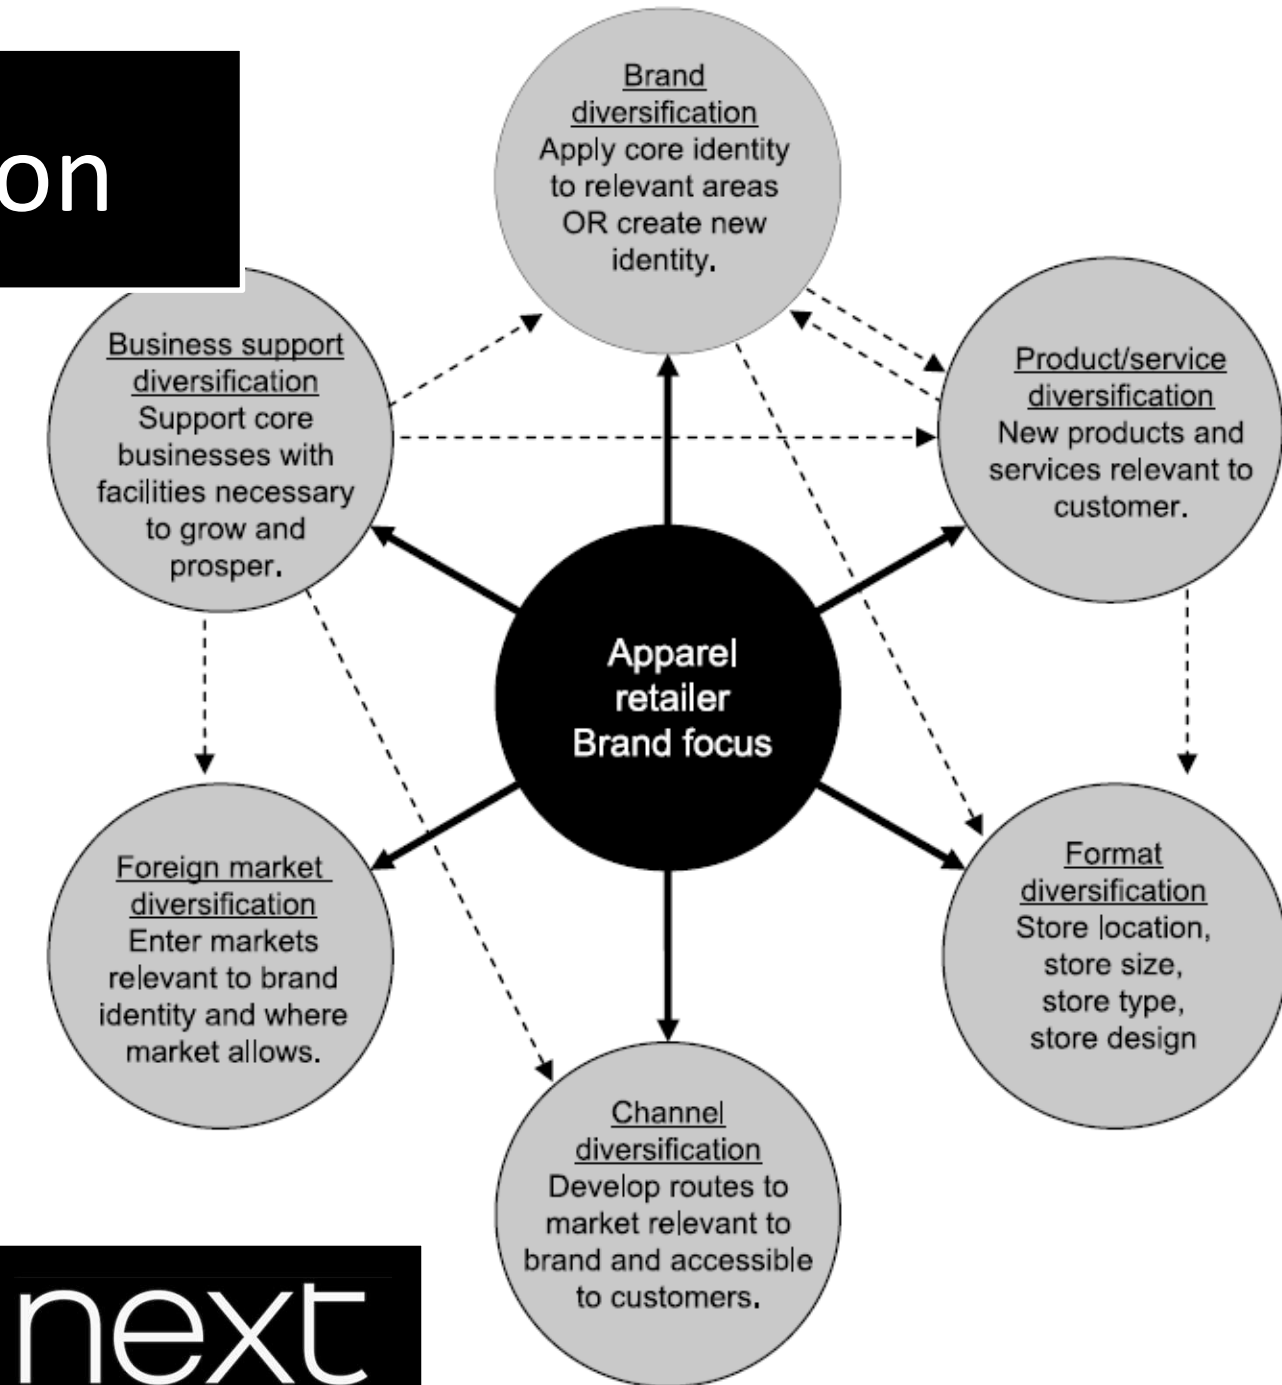 on
Brand
diversification
Apply core identity
to relevant areas
OR create new
identity.
Business support
diversification
Support core
businesses with
facilities necessary
to grow and
prosper.
Product/service
diversification
New products and
services relevant to
customer.
Apparel
retailer
Brand focus
Foreign market
diversification
Enter markets
relevant to brand
identity and where
market allows.
Format
diversification
Store location,
store size,
store type,
store design
Channel
diversification
Develop routes to
market relevant to
brand and accessible
to customers.
next